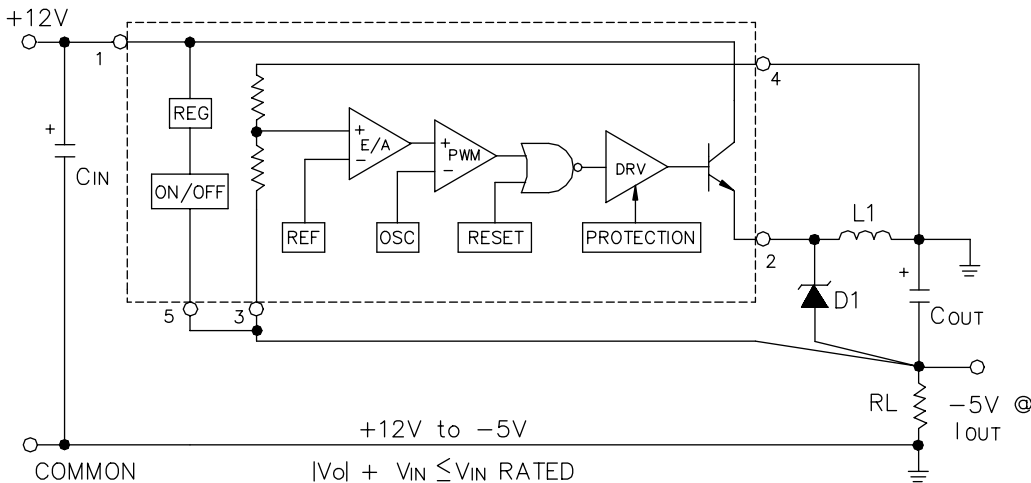 +12V
1
4
+
CIN
REG
ON/OFF
+
−
E/A
+
−
PWM
DRV
REF
OSC
RESET
PROTECTION
2
L1
5
3
D1
+
COUT
RL
−5V @
IOUT
+12V to −5V
COMMON
|Vo| + VIN ≤ VIN RATED